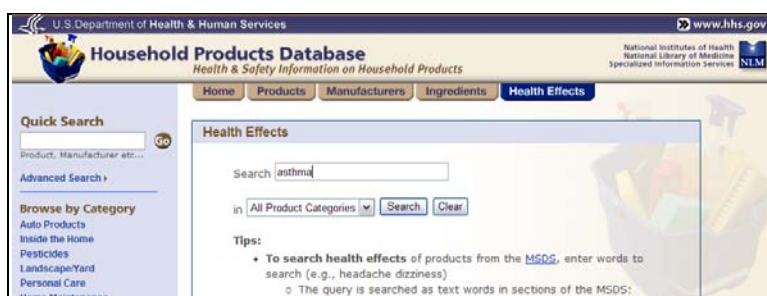 U.S.Department of Health & Human Services
www.hhs.gov
Household Products Database
Health & Safety Information on Household Products
National Institutes of Health
National Library of Medicine
Specialized Information Services
NLM
Home Products Manufacturers Ingredients Health Effects
Quick Search
Go
Product, Manufacturer etc...
Advanced Search
Browse by Category
Auto Products
Inside the Home
Pesticides
Landscape/Yard
Personal Care
Home Maintenance
Health Effects
Search asthma
in All Product Categories Search Clear
Tips:
• To search health effects of products from the MSDS, enter words to
search (e.g., headache dizziness)
o The query is searched as text words in sections of the MSDS: